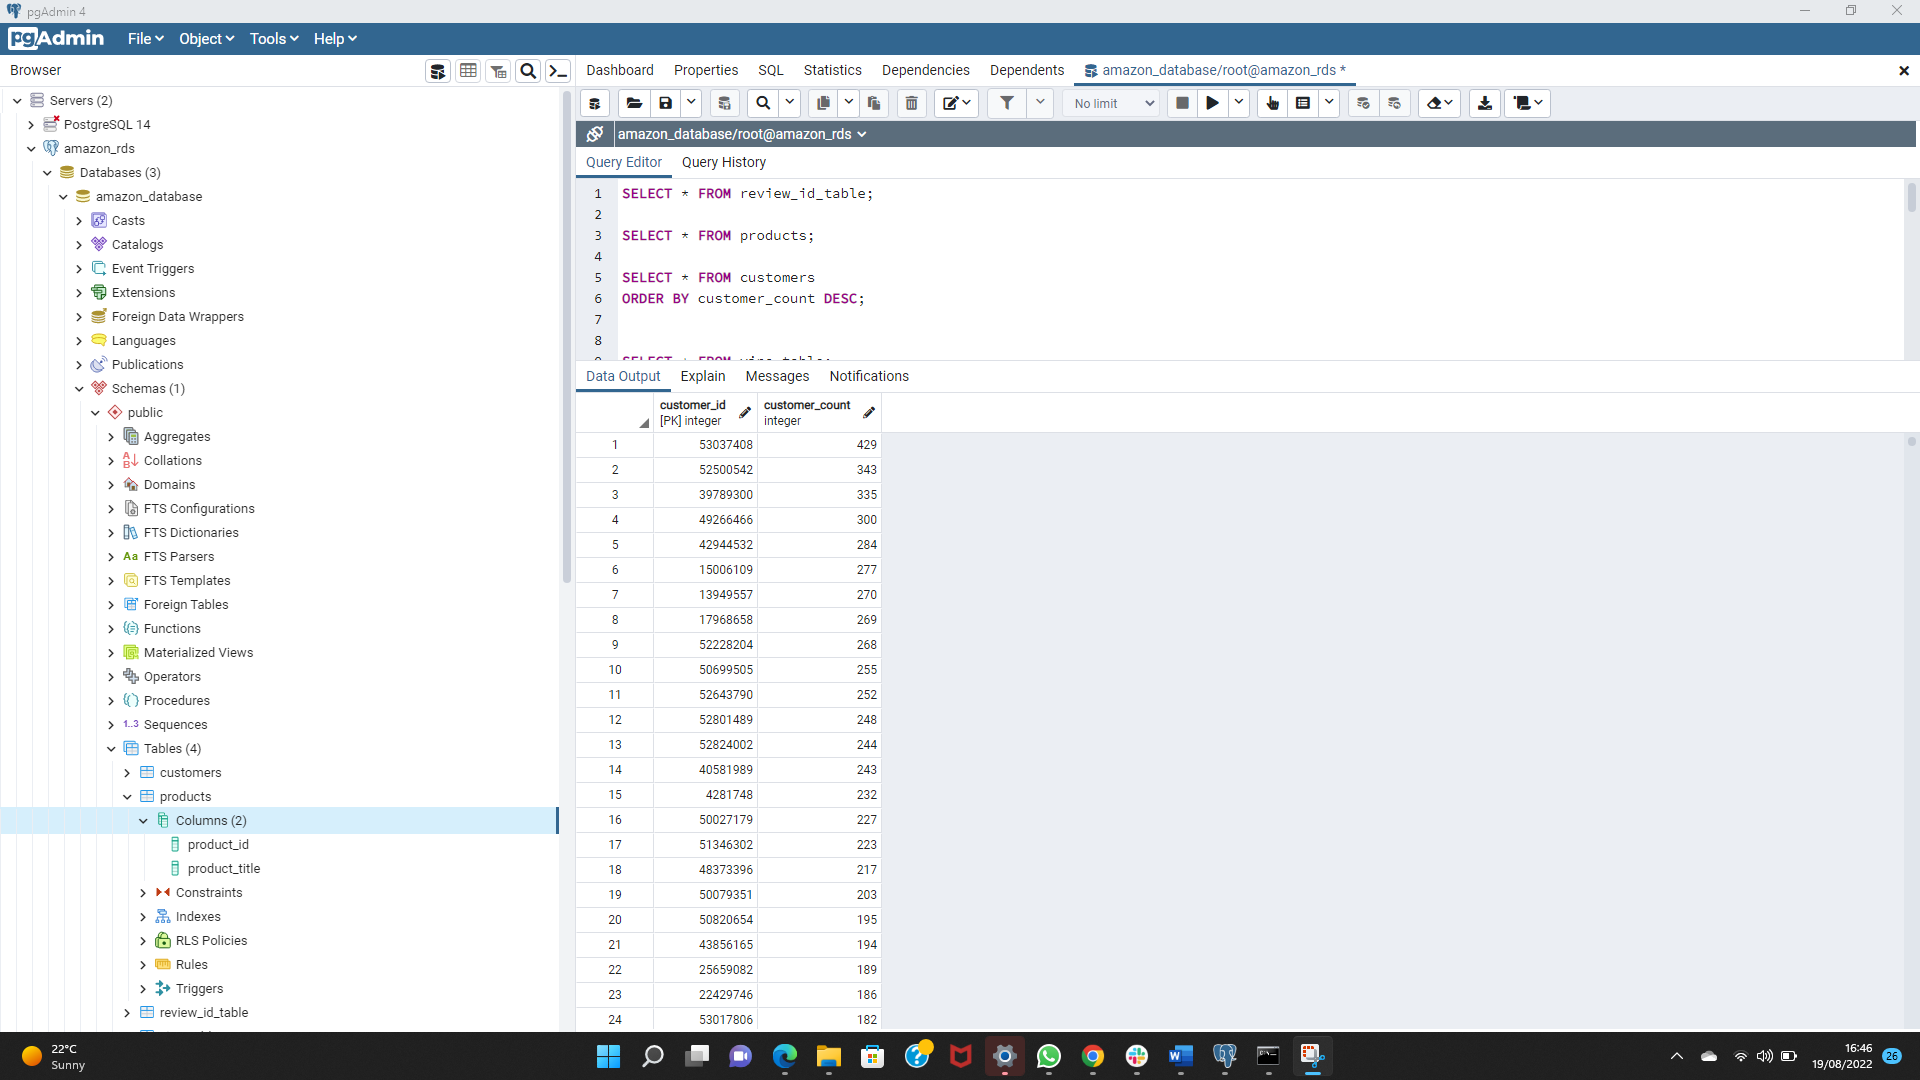 pgAdmin 4
pgAdmin File Object Tools Help
Browser
Servers (2)
PostgreSQL 14
amazon_rds
Databases (3)
amazon_database
Casts
Catalogs
Event Triggers
Extensions
Foreign Data Wrappers
Languages
Publications
Schemas (1)
public
Aggregates
Collations
Domains
FTS Configurations
FTS Dictionaries
Aa FTS Parsers
FTS Templates
Foreign Tables
Functions
Materialized Views
Operators
Procedures
1..3 Sequences
Tables (4)
customers
products
Columns (2)
product_id
product_title
Constraints
Indexes
RLS Policies
Rules
Triggers
review_id_table
Dashboard Properties SQL Statistics Dependencies Dependents amazon_database/root@amazon_rds *
No limit
amazon_database/root@amazon_rds
Query Editor Query History
1 SELECT * FROM review_id_table;
2
3 SELECT * FROM products;
4
5 SELECT * FROM customers
6 ORDER BY customer_count DESC;
7
8
Data Output Explain Messages Notifications
customer_id customer_count
[PK] integer integer
1 53037408 429
2 52500542 343
3 39789300 335
4 49266466 300
5 42944532 284
6 15006109 277
7 13949557 270
8 17968658 269
9 52228204 268
10 50699505 255
11 52643790 252
12 52801489 248
13 52824002 244
14 40581989 243
15 4281748 232
16 50027179 227
17 51346302 223
18 48373396 217
19 50079351 203
20 50820654 195
21 43856165 194
22 25659082 189
23 22429746 186
24 53017806 182
22°C
Sunny
16:46
19/08/2022
26